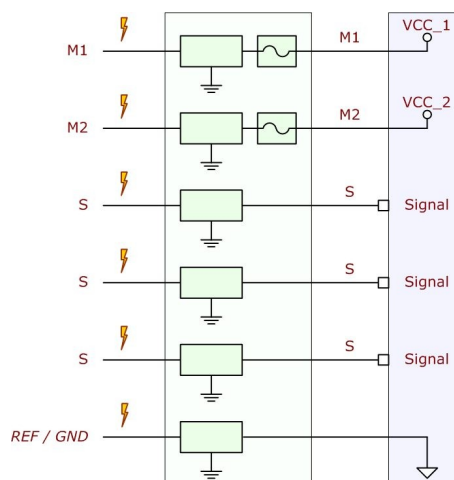 VCC_1
M1 M1
VCC_2
M2 M2
S S Signal
S S Signal
S S Signal
REF / GND